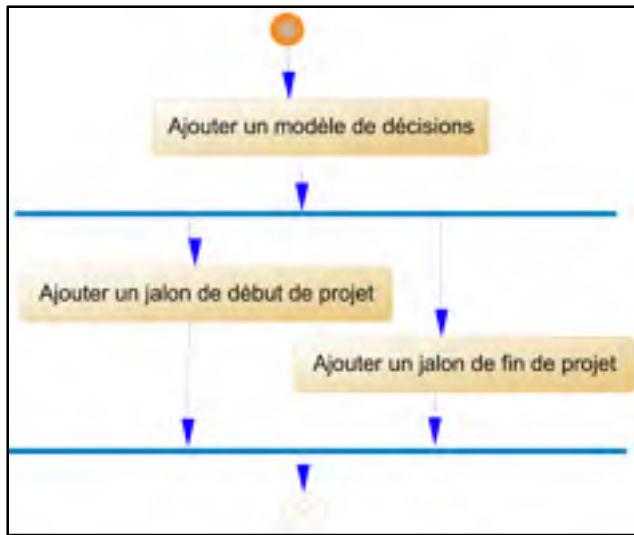 Ajouter un modèle de décisions
Ajouter un jalon de début de projet
Ajouter un jalon de fin de projet